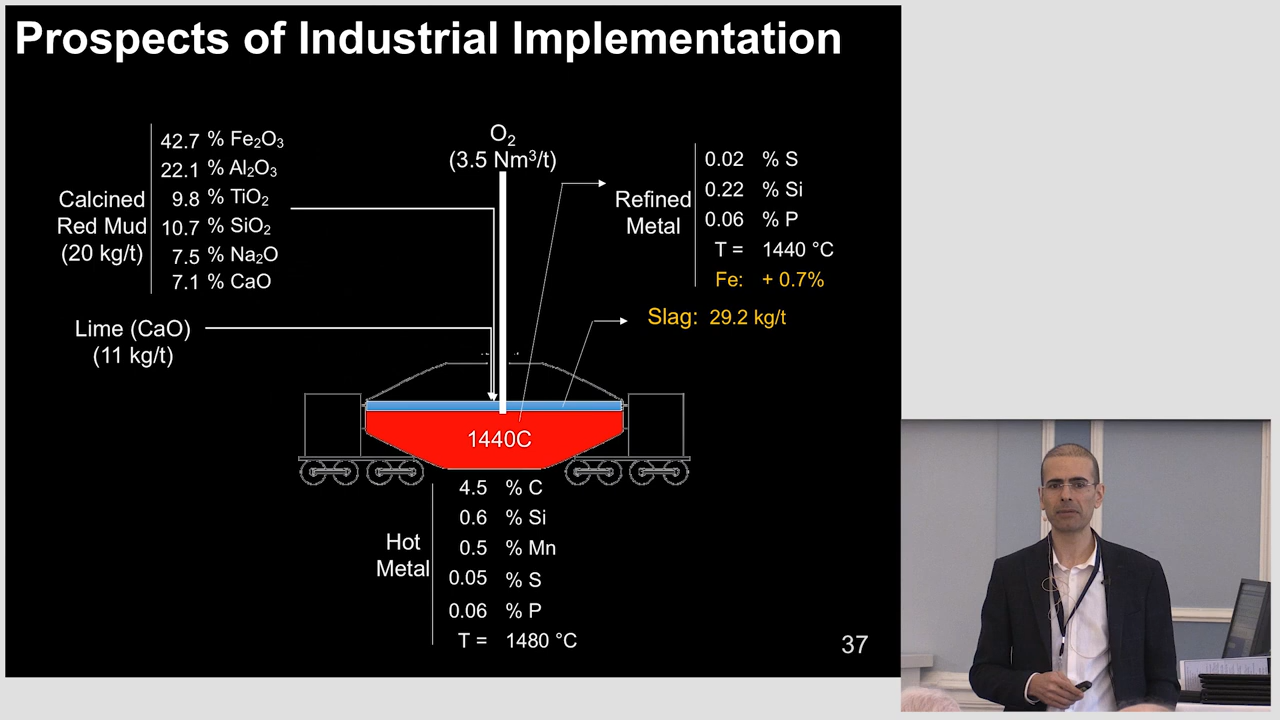 Prospects of Industrial Implementation
Calcined
Red Mud
(20 kg/t)
42.7 % Fe₂O₃
22.1 % Al₂O₃
9.8 % TiO₂
10.7 % SiO₂
7.5 % Na₂O
7.1 % CaO
Lime (CaO)
(11 kg/t)
O₂
(3.5 Nm³/t)
Refined
Metal
0.02 % S
0.22 % Si
0.06 % P
T = 1440 °C
Fe: + 0.7%
Slag: 29.2 kg/t
1440C
Hot
Metal
4.5 % C
0.6 % Si
0.5 % Mn
0.05 % S
0.06 % P
T = 1480 °C
37